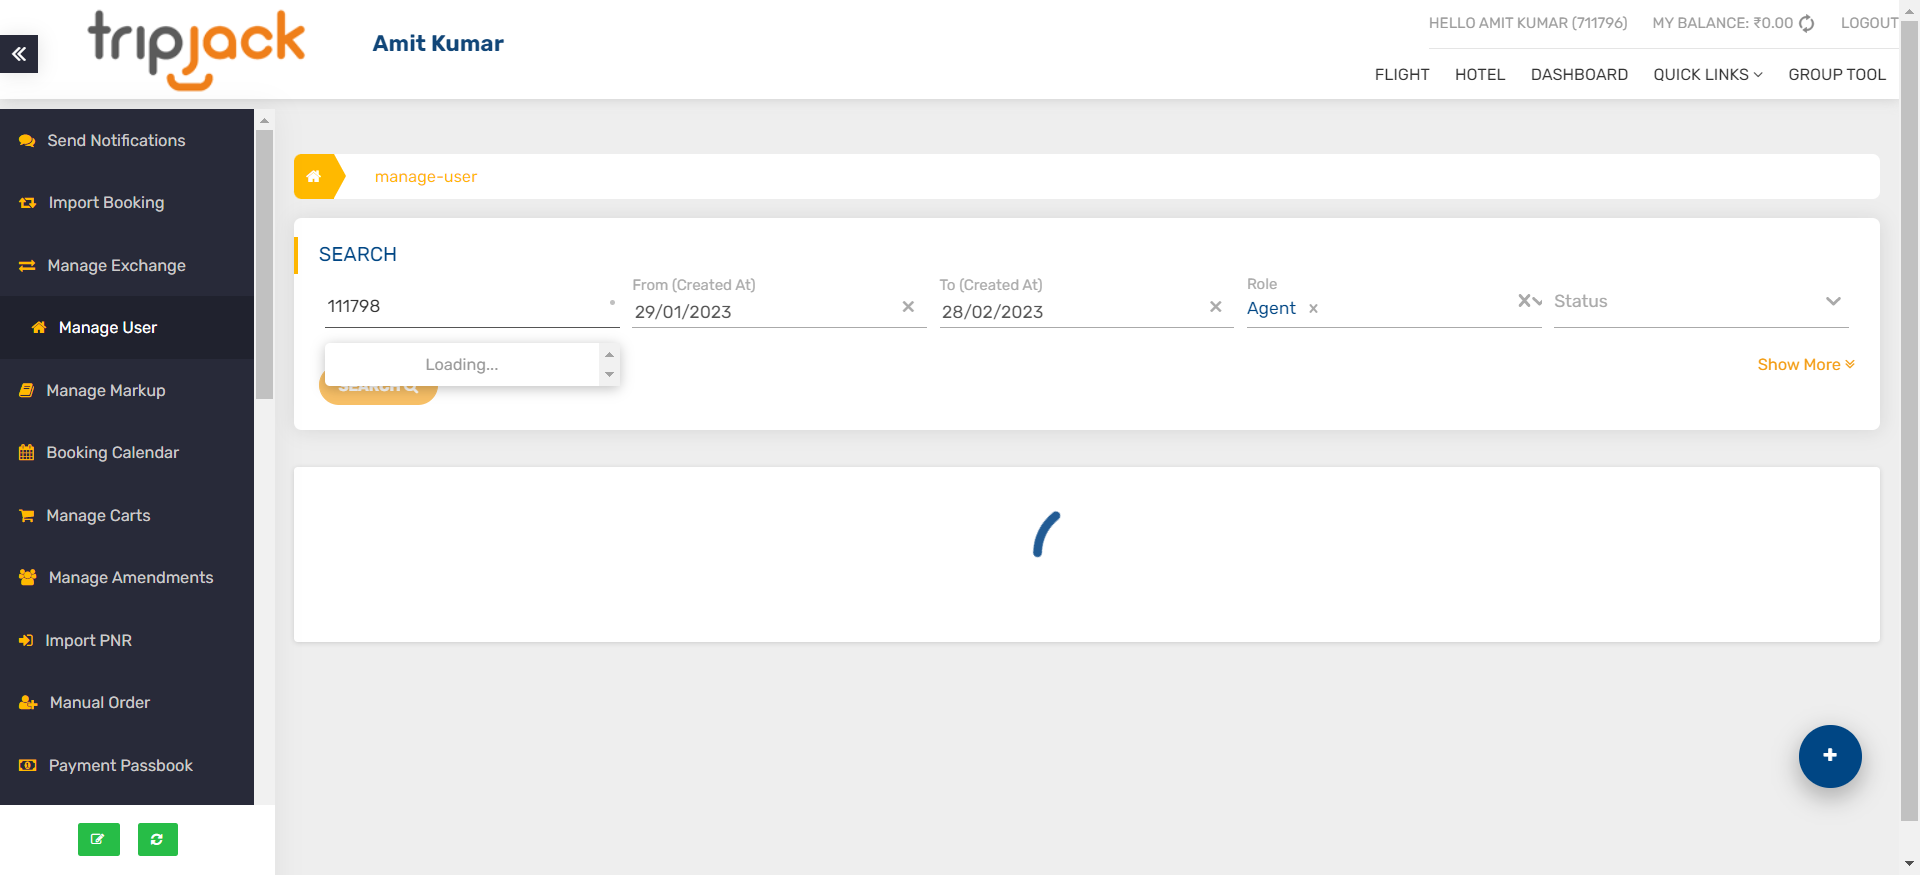 tripjack
Amit Kumar
HELLO AMIT KUMAR (711796) MY BALANCE: ₹0.00 LOGOUT
FLIGHT HOTEL DASHBOARD QUICK LINKS GROUP TOOL
Send Notifications
Import Booking
Manage Exchange
Manage User
Manage Markup
Booking Calendar
Manage Carts
Manage Amendments
Import PNR
Manual Order
Payment Passbook
manage-user
SEARCH
111798
From (Created At)
29/01/2023
To (Created At)
28/02/2023
Role
Agent
Status
Loading...
Show More
SEARCH